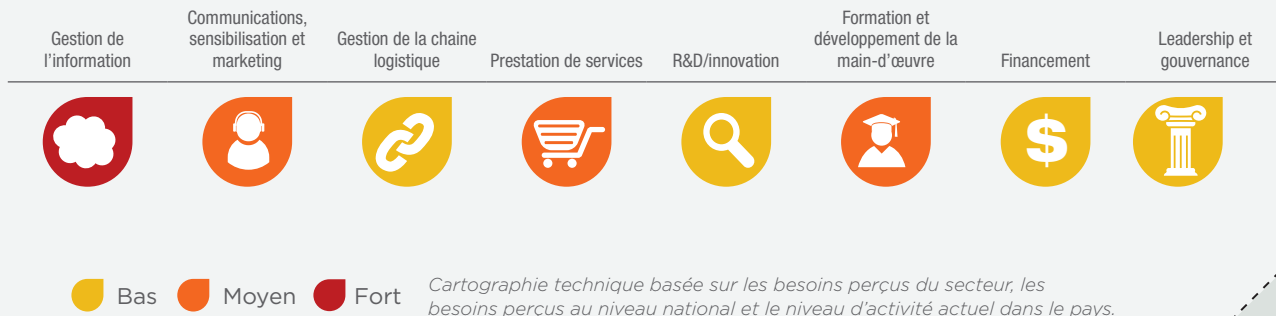 Gestion de
l'information
Communications,
sensibilisation et
marketing
Gestion de la chaine
logistique
Prestation de services
R&D/innovation
Formation et
développement de la
main-d'œuvre
Financement
Leadership et
gouvernance
$
Bas
Moyen
Fort
Cartographie technique basée sur les besoins perçus du secteur, les
besoins perçus au niveau national et le niveau d'activité actuel dans le pays.